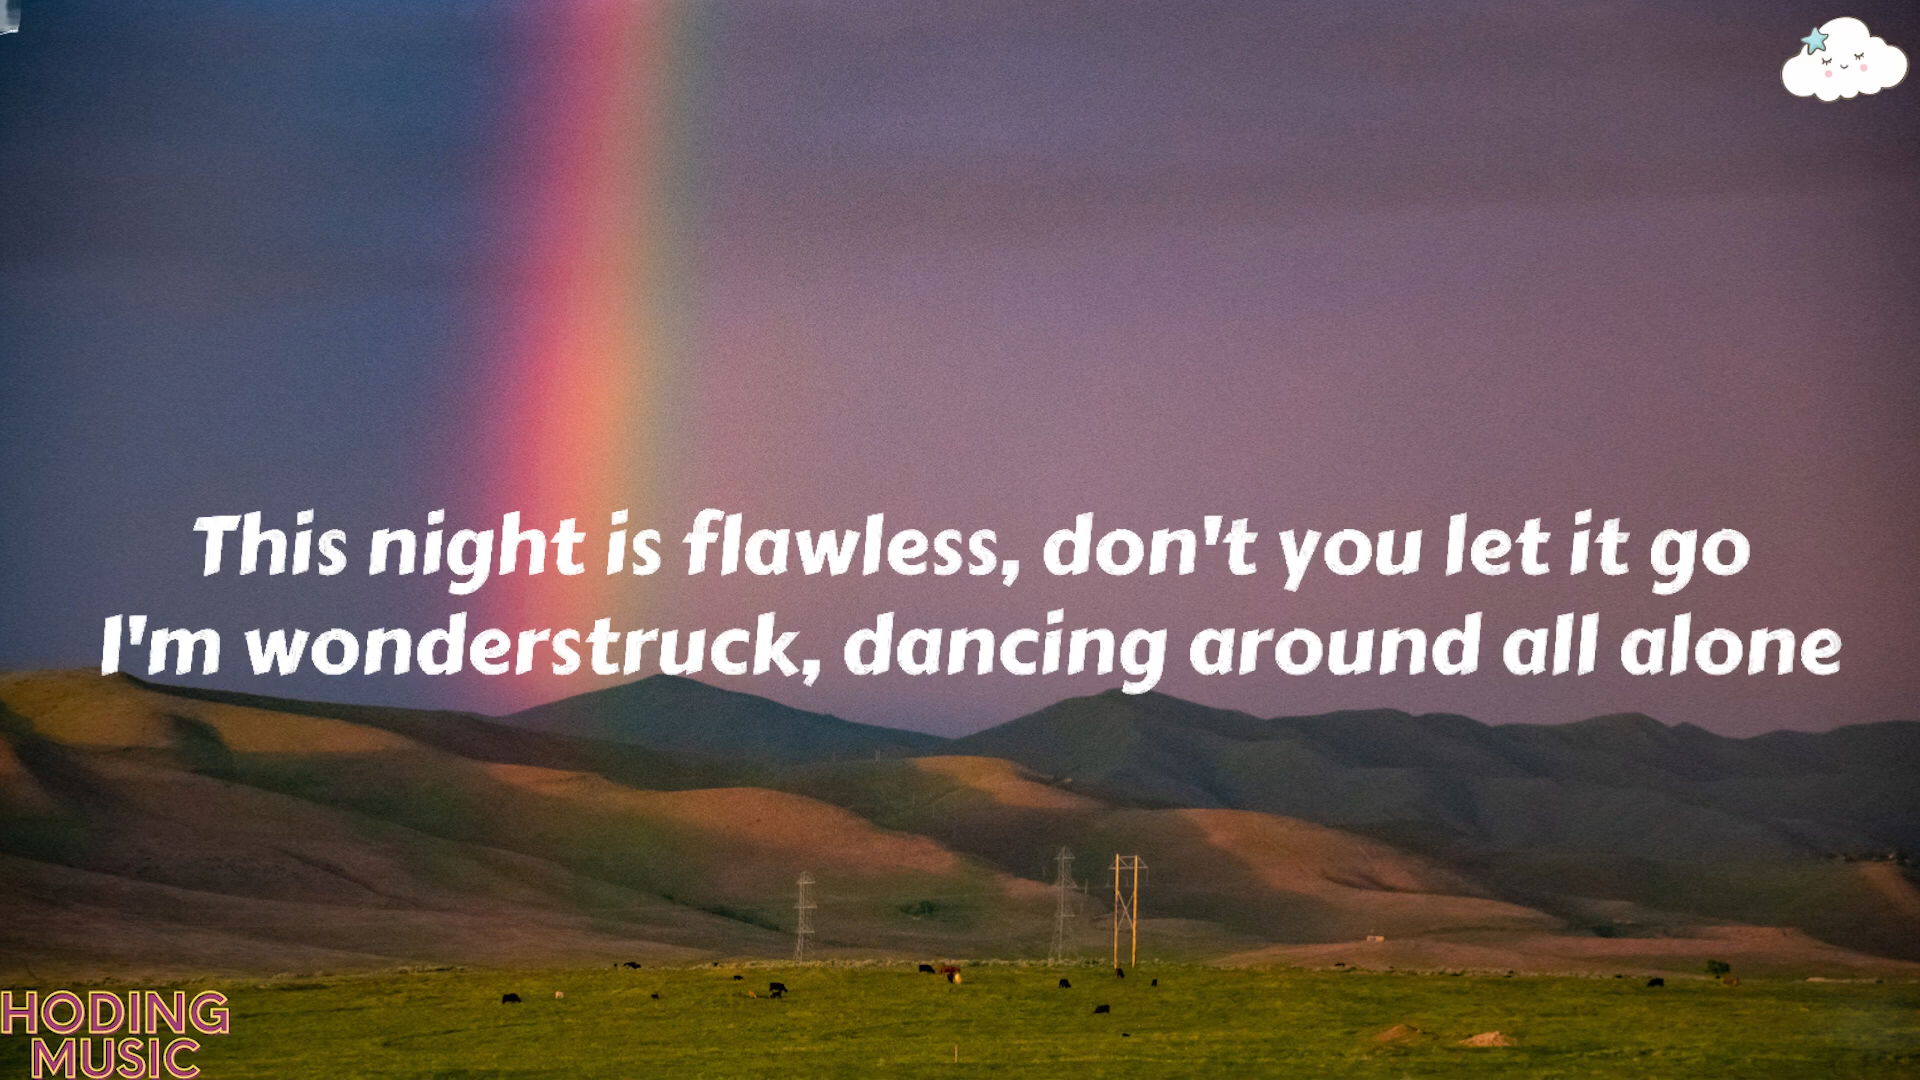 This night is flawless, don't you let it go
I'm wonderstruck, dancing around all alone
HODING
MUSIC